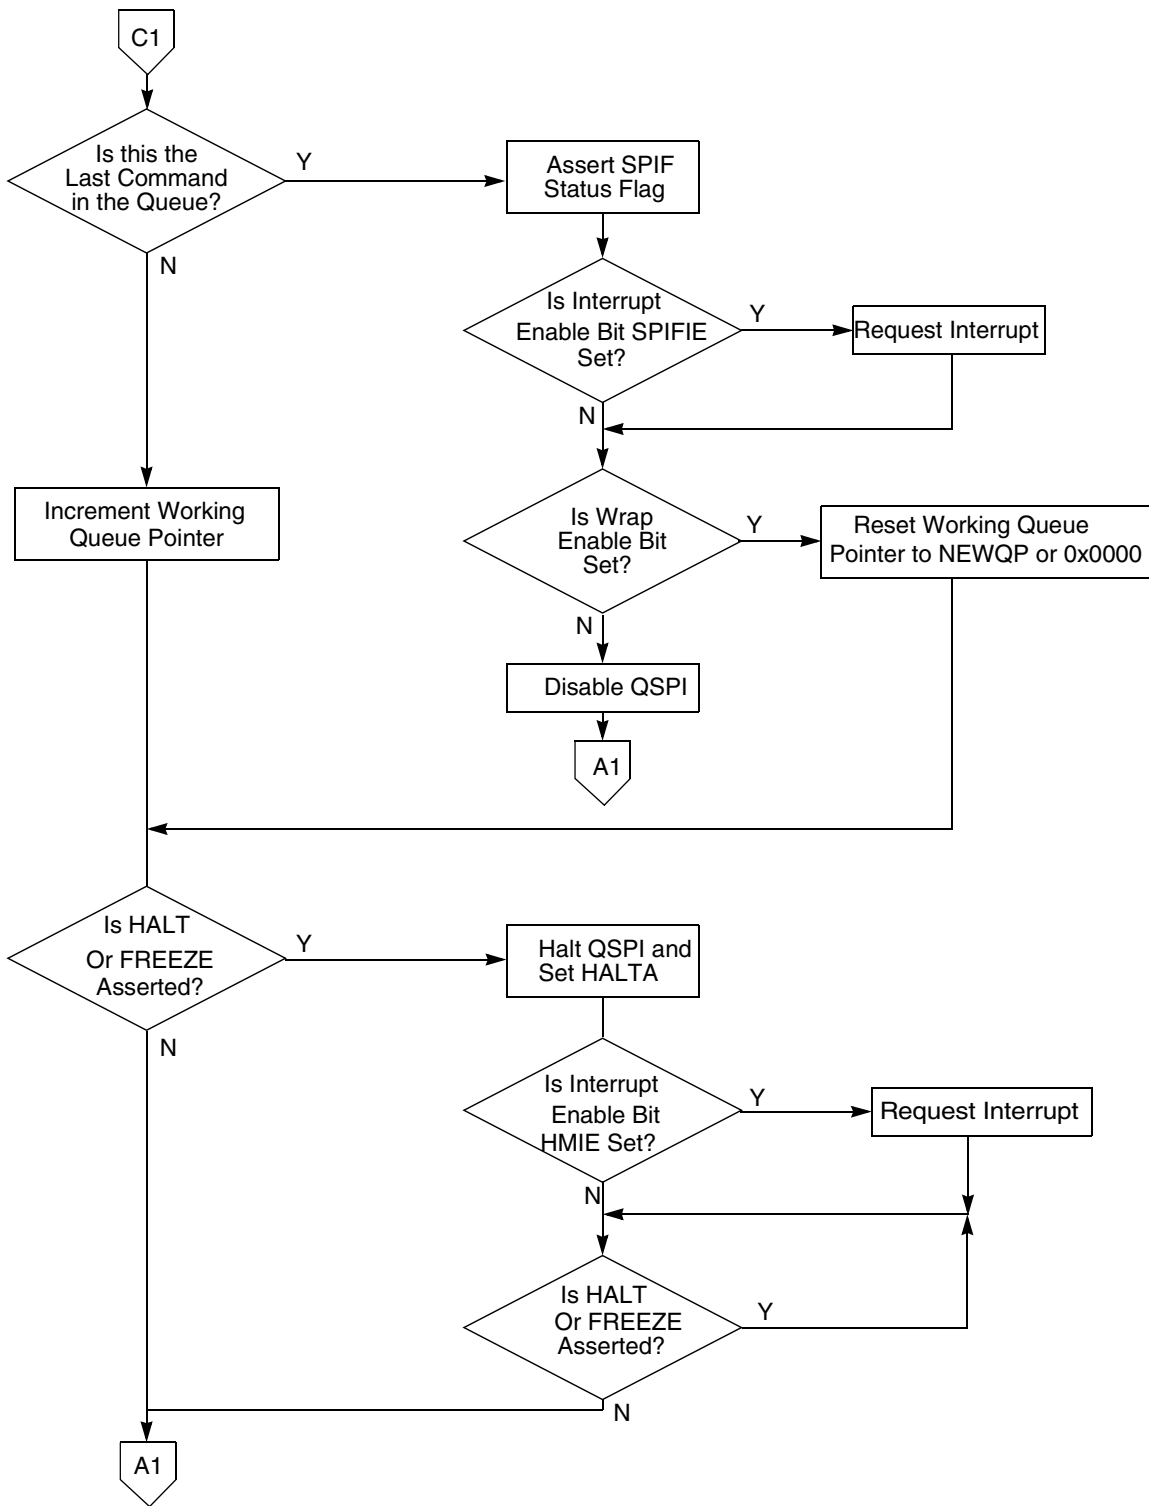 C1
Is this the
Last Command
in the Queue?
Y
N
Assert SPIF
Status Flag
Is Interrupt
Enable Bit SPIFIE
Set?
Y
N
Request Interrupt
Increment Working
Queue Pointer
Is Wrap
Enable Bit
Set?
Y
N
Reset Working Queue
Pointer to NEWQP or 0x0000
Disable QSPI
A1
Is HALT
Or FREEZE
Asserted?
Y
N
Halt QSPI and
Set HALTA
Is Interrupt
Enable Bit
HMIE Set?
Y
N
Request Interrupt
Is HALT
Or FREEZE
Asserted?
Y
N
A1